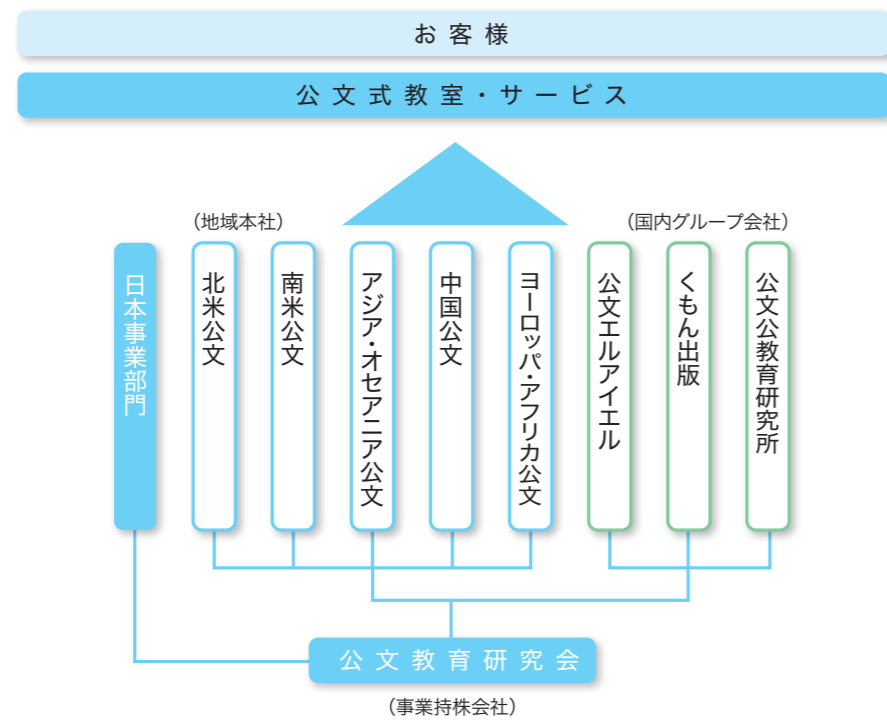 お客様
公文式教室・サービス
（地域本社）
（国内グループ会社）
日本事業部門
北米公文
南米公文
アジア・オセアニア公文
中国公文
ヨーロッパ・アフリカ公文
公文エルアイエル
くもん出版
公文公教育研究所
公文教育研究会
（事業持株会社）